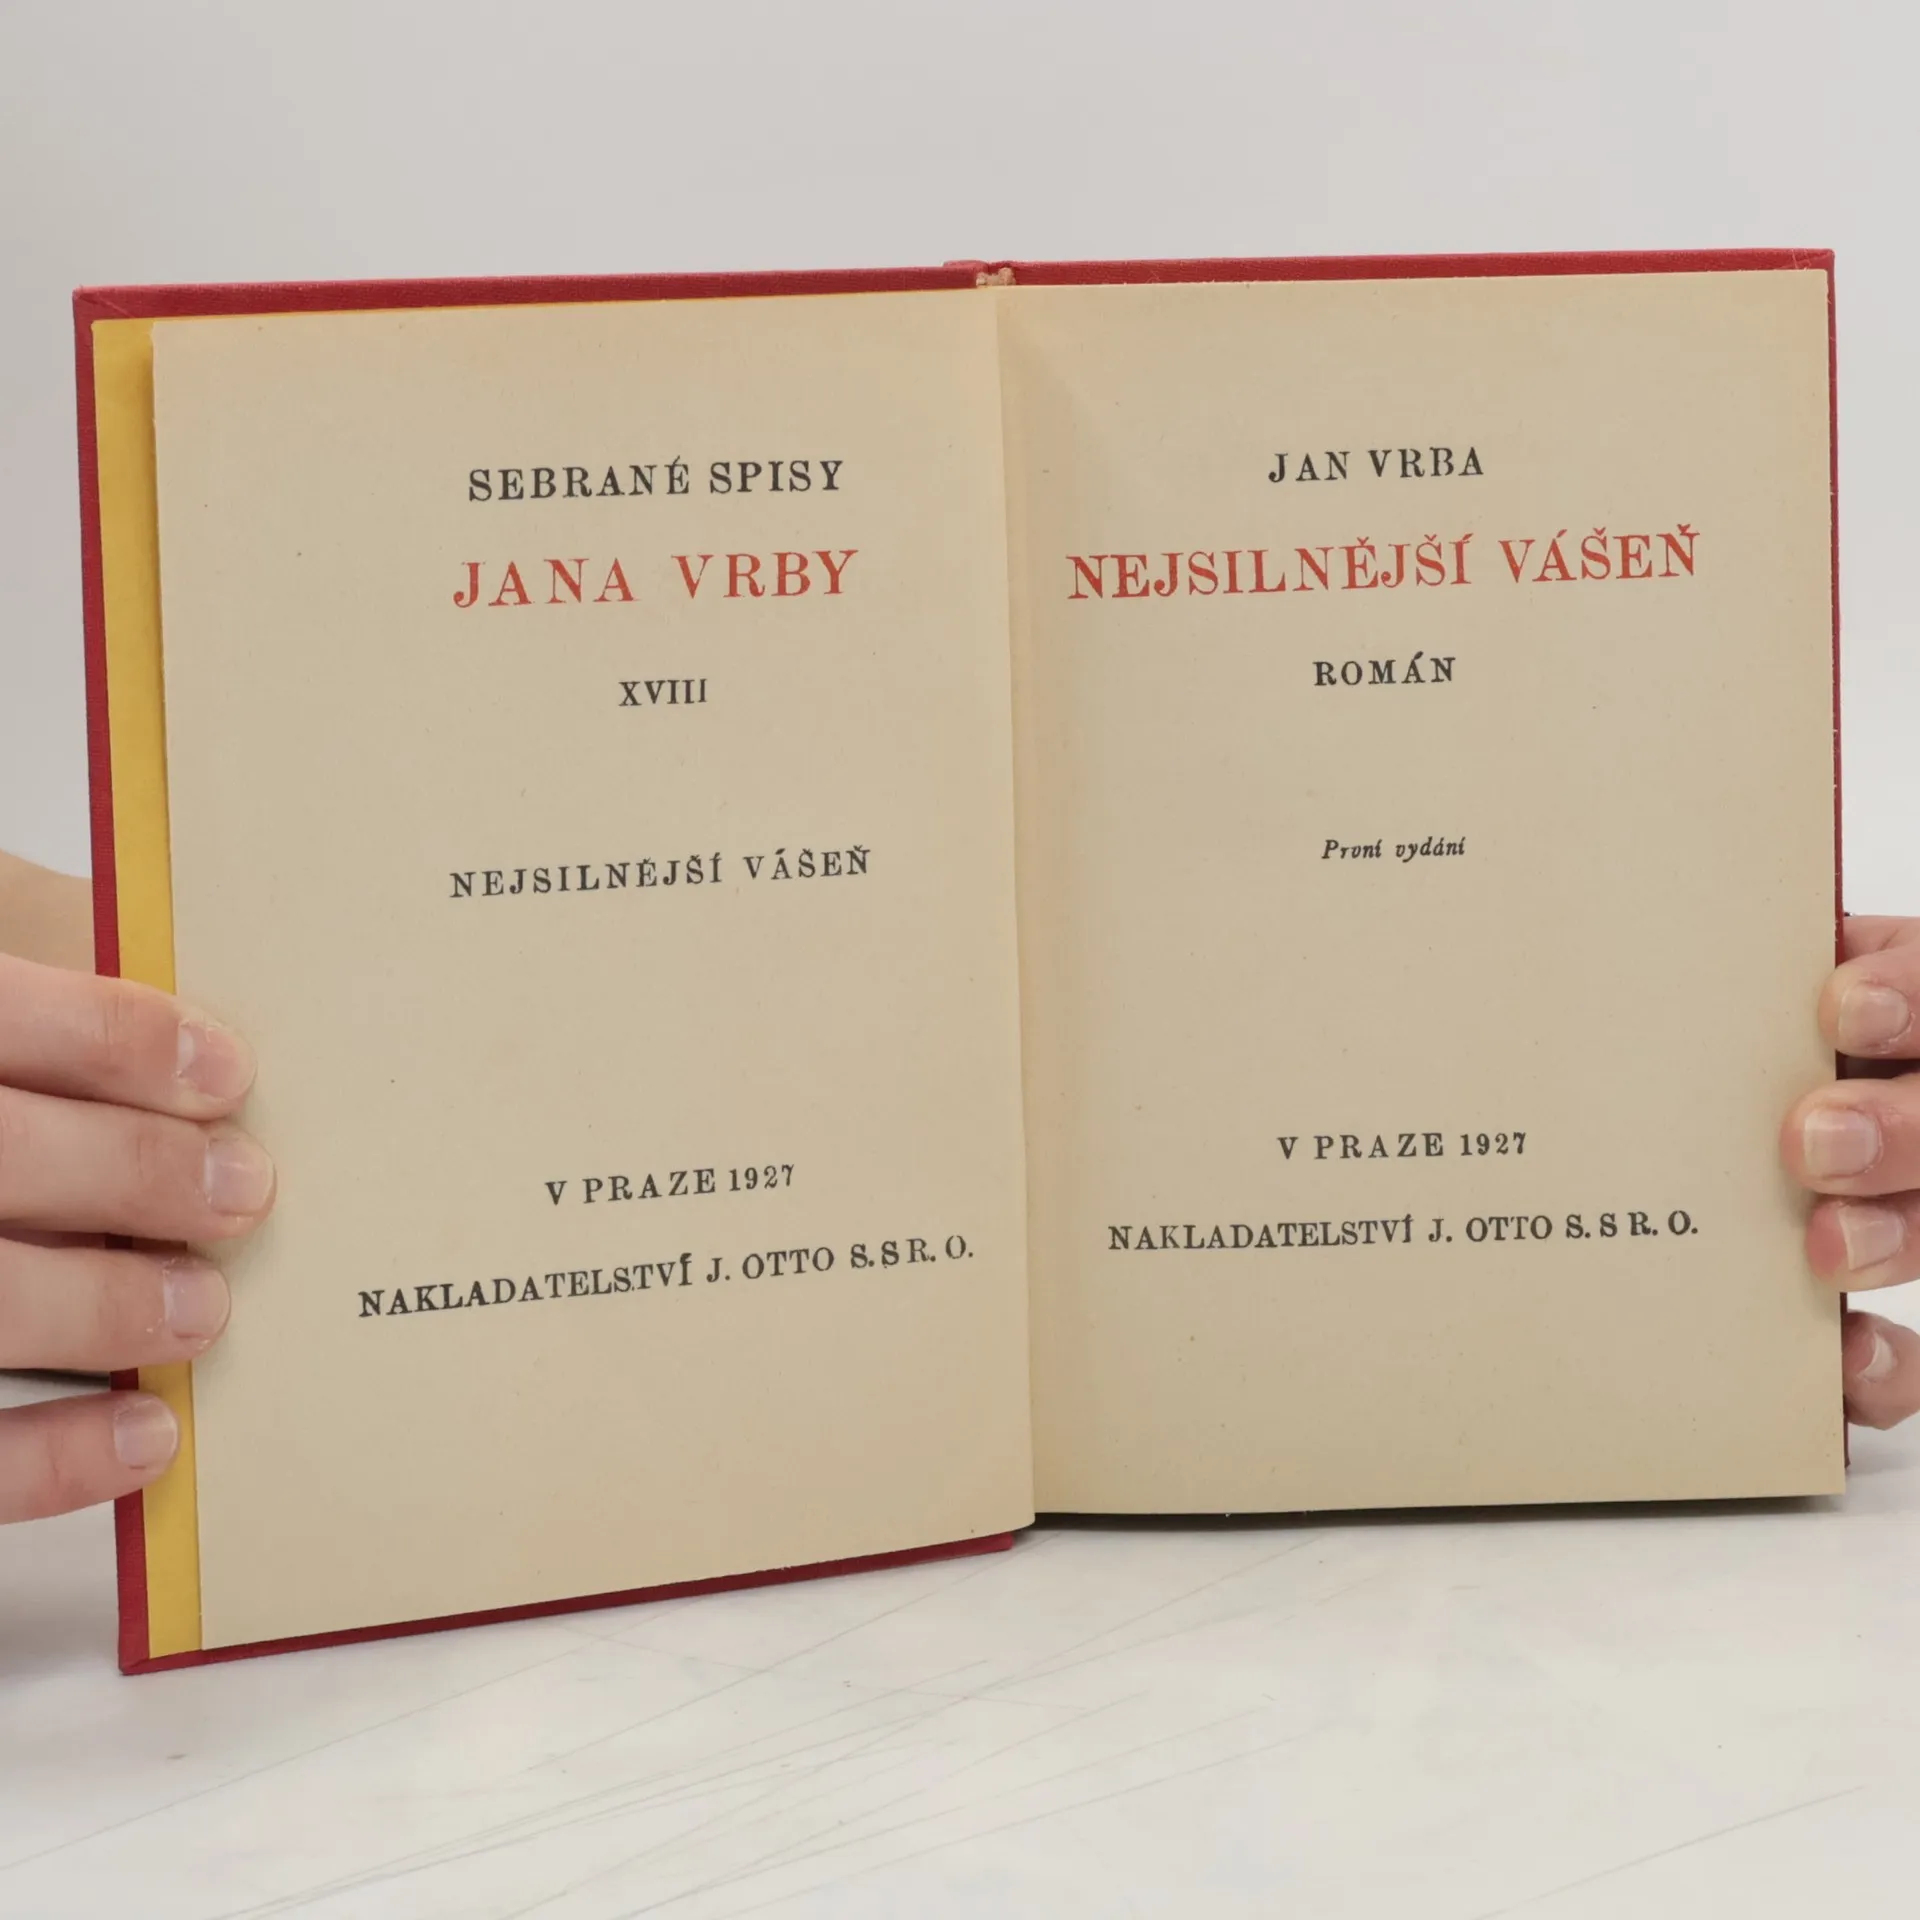 SEBRANÉ SPISY
JANA VRBY
XVIII
NEJSILNĚJŠÍ VÁŠEŇ
V PRAZE 1927
NAKLADATELSTVÍ J. OTTO S. S R. O.
JAN VRBA
NEJSILNĚJŠÍ VÁŠEŇ
ROMÁN
První vydání
V PRAZE 1927
NAKLADATELSTVÍ J. OTTO S. S R. O.